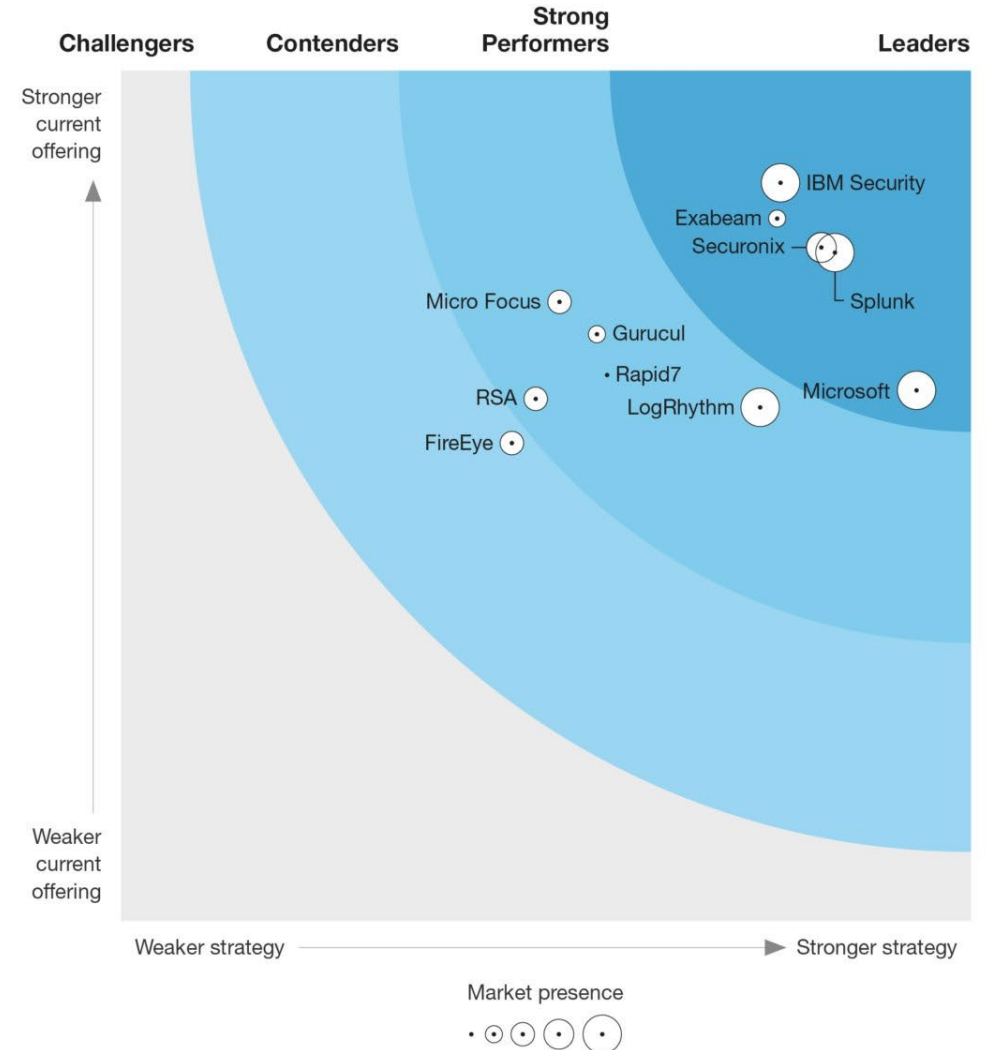 Challengers
Contenders
Strong
Performers
Leaders
Stronger
current
offering
IBM Security
Exabeam
Securonix
Splunk
Micro Focus
Gurucul
Rapid7
Microsoft
RSA
LogRhythm
FireEye
Weaker
current
offering
Weaker strategy
Stronger strategy
Market presence